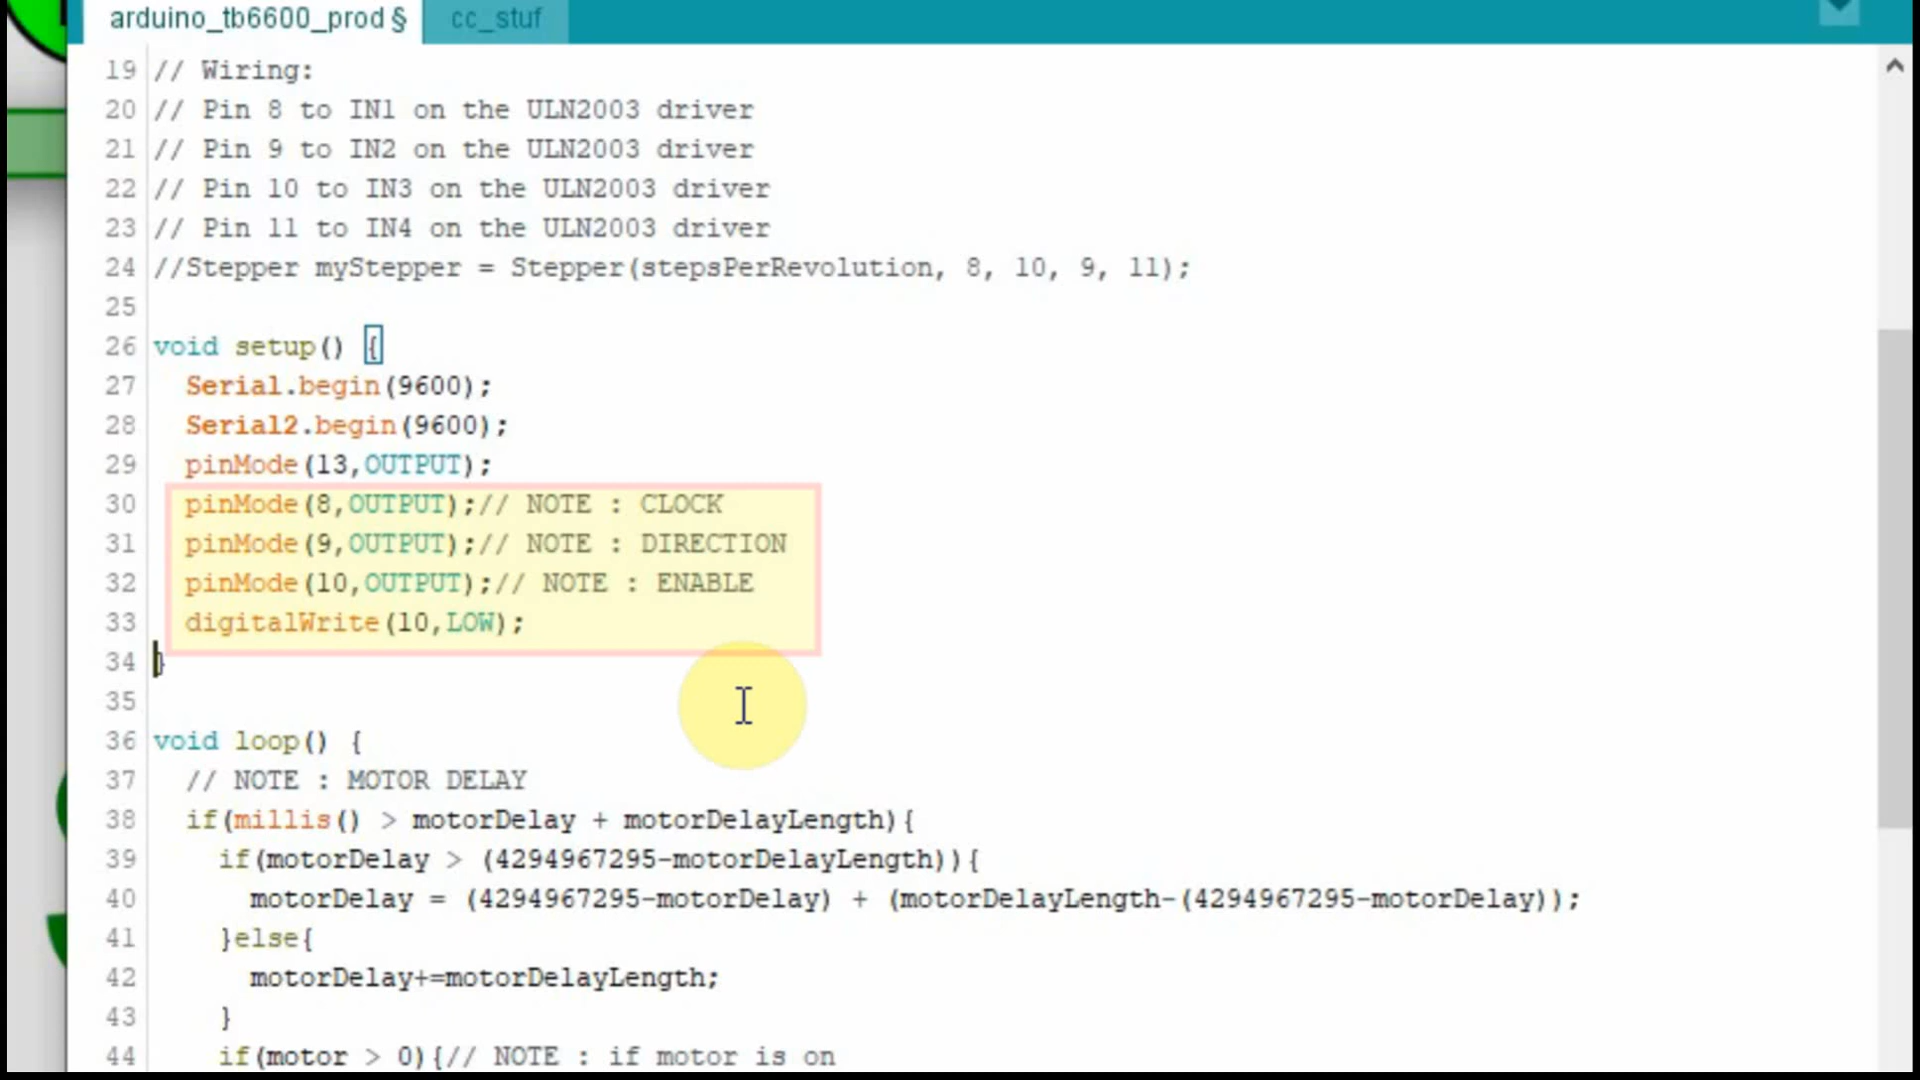 arduino_tb6600_prod §
cc_stuf
19 // Wiring:
20 // Pin 8 to IN1 on the ULN2003 driver
21 // Pin 9 to IN2 on the ULN2003 driver
22 // Pin 10 to IN3 on the ULN2003 driver
23 // Pin 11 to IN4 on the ULN2003 driver
24 //Stepper myStepper = Stepper(stepsPerRevolution, 8, 10, 9, 11);
25
26 void setup() {
27 Serial.begin(9600);
28 Serial2.begin(9600);
29 pinMode(13,OUTPUT);
30 pinMode(8,OUTPUT);// NOTE : CLOCK
31 pinMode(9,OUTPUT);// NOTE : DIRECTION
32 pinMode(10,OUTPUT);// NOTE : ENABLE
33 digitalWrite(10,LOW);
34 }
35
36 void loop() {
37 // NOTE : MOTOR DELAY
38 if(millis() > motorDelay + motorDelayLength){
39 if(motorDelay > (4294967295-motorDelayLength)){
40 motorDelay = (4294967295-motorDelay) + (motorDelayLength-(4294967295-motorDelay));
41 }else{
42 motorDelay+=motorDelayLength;
43 }
44 if(motor > 0){// NOTE : if motor is on